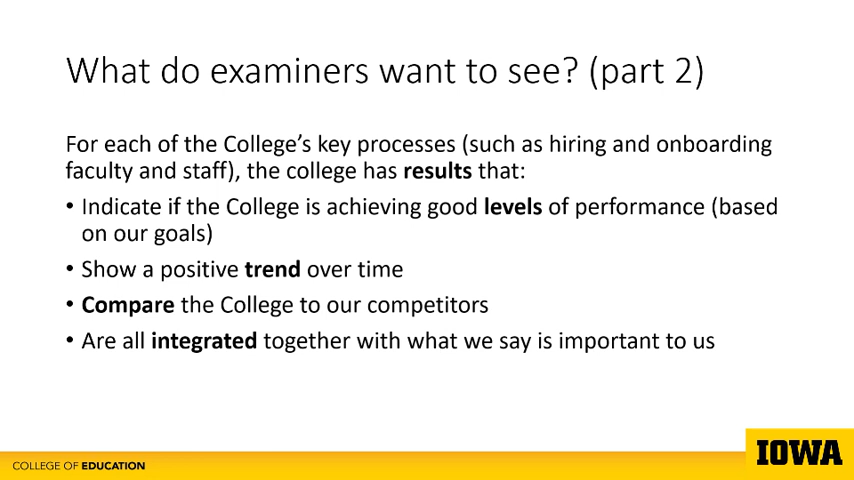 What do examiners want to see? (part 2)
For each of the College's key processes (such as hiring and onboarding
faculty and staff), the college has results that:
• Indicate if the College is achieving good levels of performance (based
on our goals)
• Show a positive trend over time
• Compare the College to our competitors
• Are all integrated together with what we say is important to us
COLLEGE OF EDUCATION
IOWA